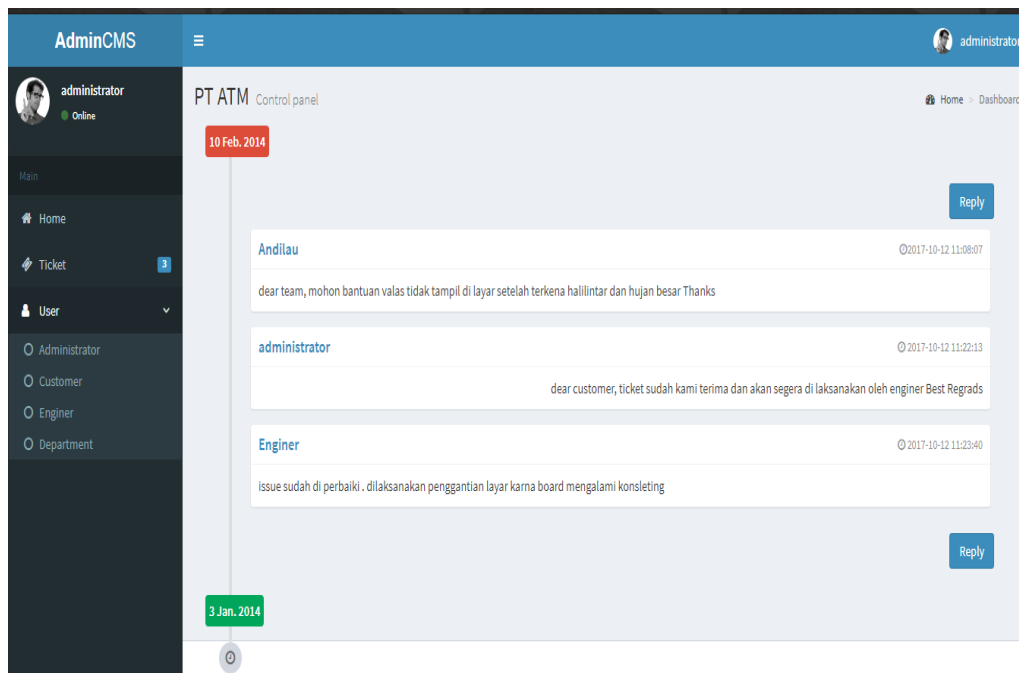 AdminCMS
administrator
administrator
Online
PT ATM Control panel
Home > Dashboard
10 Feb. 2014
Main
Home
Ticket 3
User
Administrator
Customer
Enginer
Department
Reply
Andilau 2017-10-12 11:08:07
dear team, mohon bantuan valas tidak tampil di layar setelah terkena halilintar dan hujan besar Thanks
administrator 2017-10-12 11:22:13
dear customer, ticket sudah kami terima dan akan segera di laksanakan oleh enginer Best Regrads
Enginer 2017-10-12 11:23:40
issue sudah di perbaiki . dilaksanakan penggantian layar karna board mengalami konsleting
Reply
3 Jan. 2014